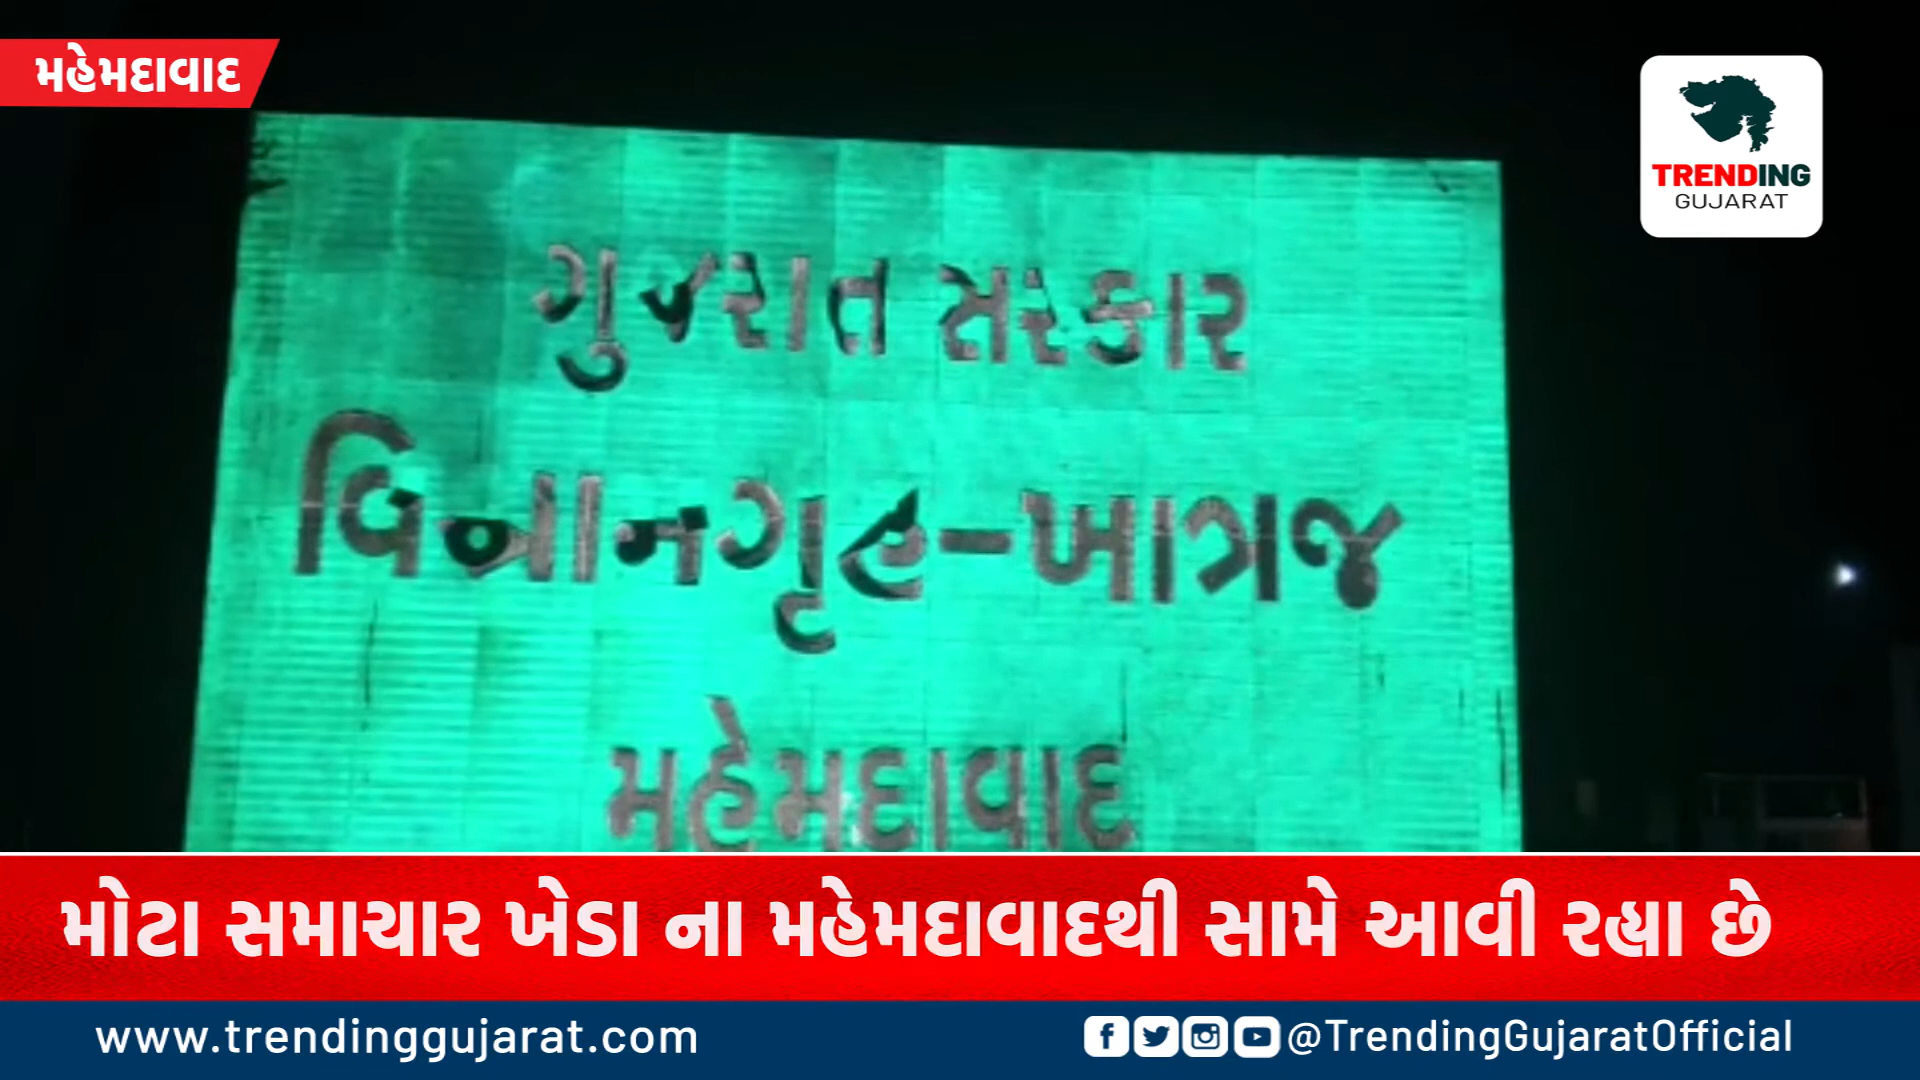 મહેમદાવાદ
TRENDING
GUJARAT
ગુજરાત સરકાર
વિશ્રામગૃહ-ખાત્રજ
મહેમદાવાદ
મોટા સમાચાર ખેડા ના મહેમદાવાદથી સામે આવી રહ્યા છે
www.trendinggujarat.com
@TrendingGujaratOfficial